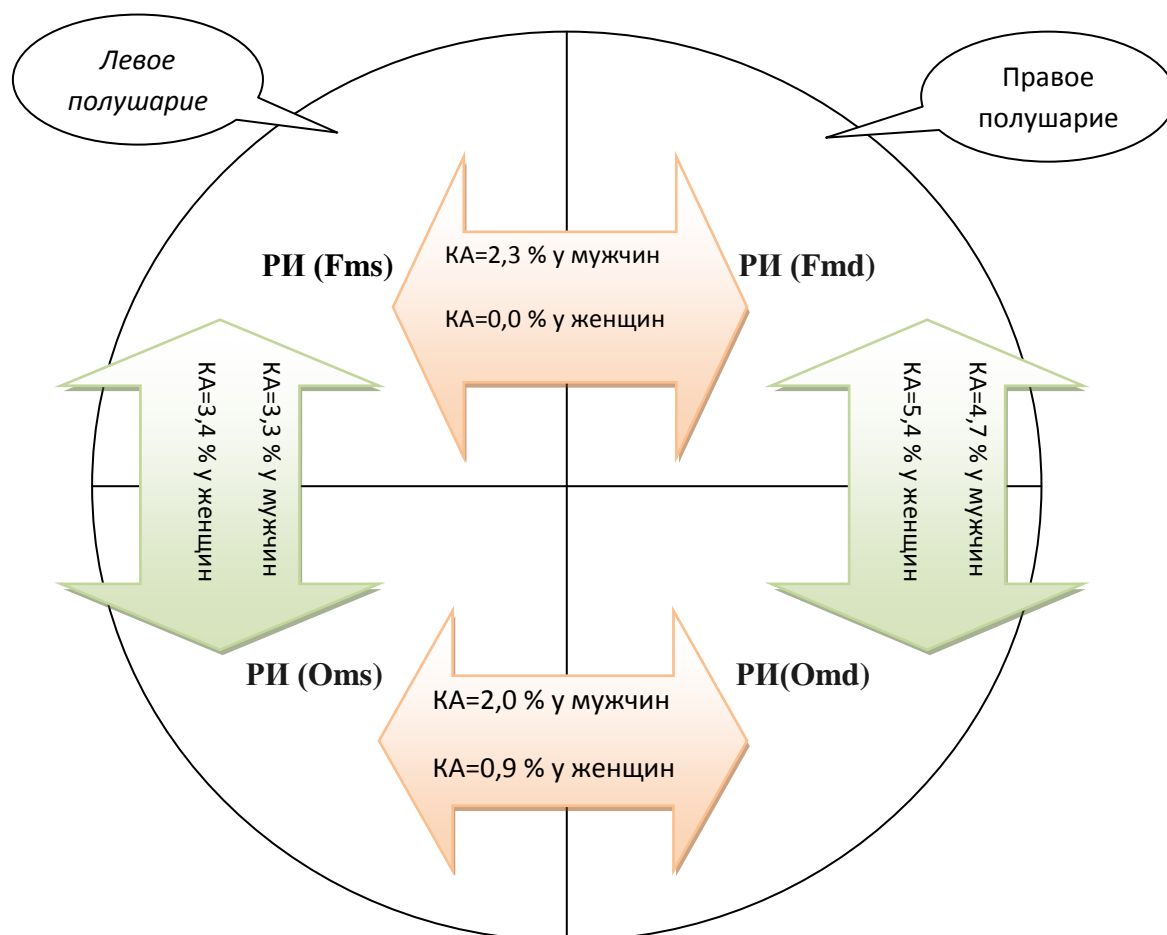 Левое
полушарие
Правое
полушарие
РИ (Fms)
КА=2,3 % у мужчин
КА=0,0 % у женщин
РИ (Fmd)
КА=3,3 % у мужчин
КА=3,4 % у женщин
КА=4,7 % у мужчин
КА=5,4 % у женщин
РИ (Oms)
КА=2,0 % у мужчин
КА=0,9 % у женщин
РИ(Omd)